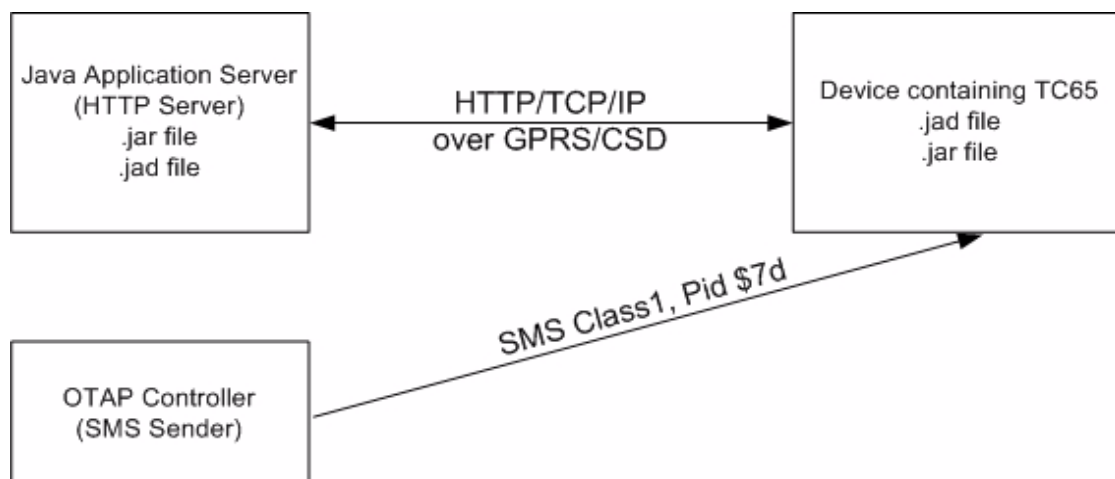 Java Application Server
(HTTP Server)
.jar file
.jad file
HTTP/TCP/IP
over GPRS/CSD
Device containing TC65
.jad file
.jar file
SMS Class1, Pid $7d
OTAP Controller
(SMS Sender)